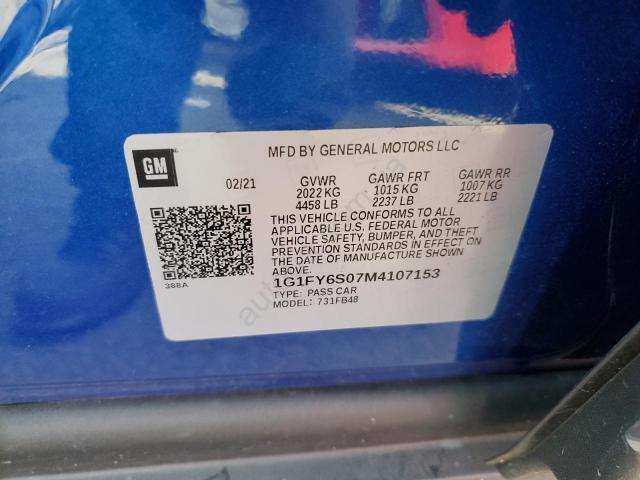 GM
MFD BY GENERAL MOTORS LLC
02/21 GVWR GAWR FRT GAWR RR
2022 KG 1015 KG 1007 KG
4458 LB 2237 LB 2221 LB
THIS VEHICLE CONFORMS TO ALL
APPLICABLE U.S. FEDERAL MOTOR
VEHICLE SAFETY, BUMPER, AND THEFT
PREVENTION STANDARDS IN EFFECT ON
THE DATE OF MANUFACTURE SHOWN
ABOVE.
388A
1G1FY6S07M4107153
TYPE: PASS CAR
MODEL: 731FB48